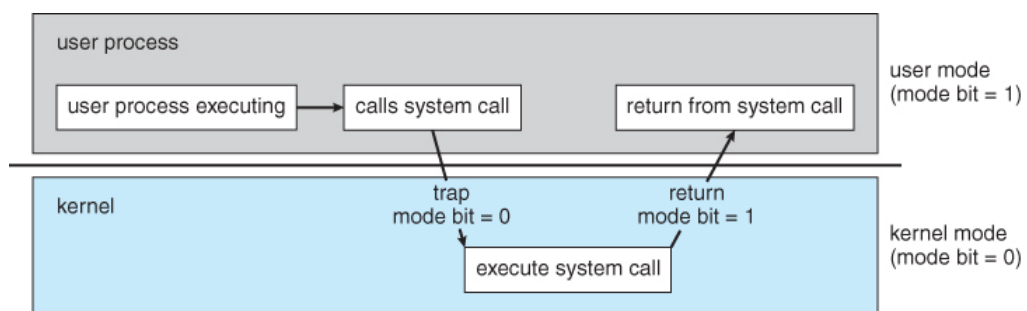 user process
user process executing
calls system call
return from system call
user mode
(mode bit = 1)
kernel
trap
mode bit = 0
return
mode bit = 1
execute system call
kernel mode
(mode bit = 0)